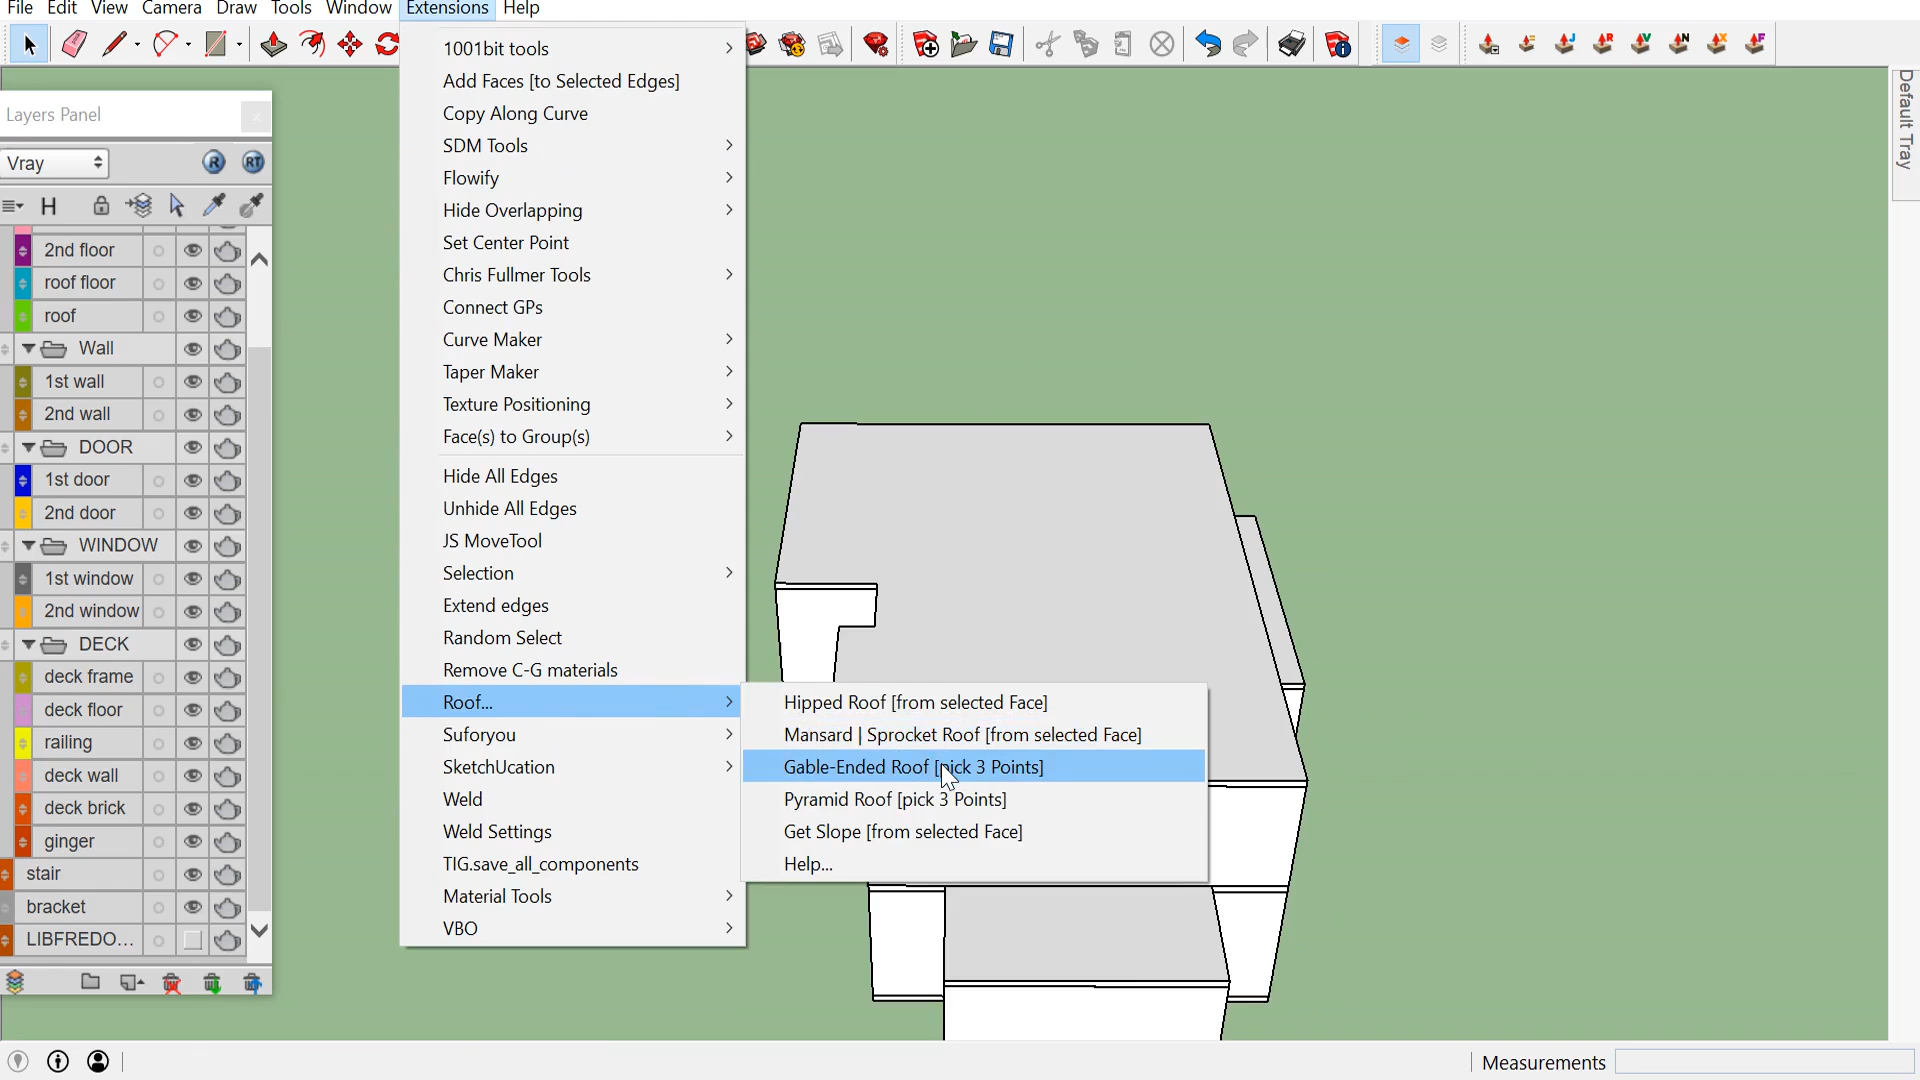 File Edit View Camera Draw Tools Window Extensions Help
Layers Panel
Vray
R
RT
H
2nd floor
roof floor
roof
Wall
1st wall
2nd wall
DOOR
1st door
2nd door
WINDOW
1st window
2nd window
DECK
deck frame
deck floor
railing
deck wall
deck brick
ginger
stair
bracket
LIBFREDO...
1001bit tools
Add Faces [to Selected Edges]
Copy Along Curve
SDM Tools
Flowify
Hide Overlapping
Set Center Point
Chris Fullmer Tools
Connect GPs
Curve Maker
Taper Maker
Texture Positioning
Face(s) to Group(s)
Hide All Edges
Unhide All Edges
JS MoveTool
Selection
Extend edges
Random Select
Remove C-G materials
Roof...
Suforyou
SketchUcation
Weld
Weld Settings
TIG.save_all_components
Material Tools
VBO
Hipped Roof [from selected Face]
Mansard | Sprocket Roof [from selected Face]
Gable-Ended Roof [pick 3 Points]
Pyramid Roof [pick 3 Points]
Get Slope [from selected Face]
Help...
J R V N X F
Default Tray
Measurements